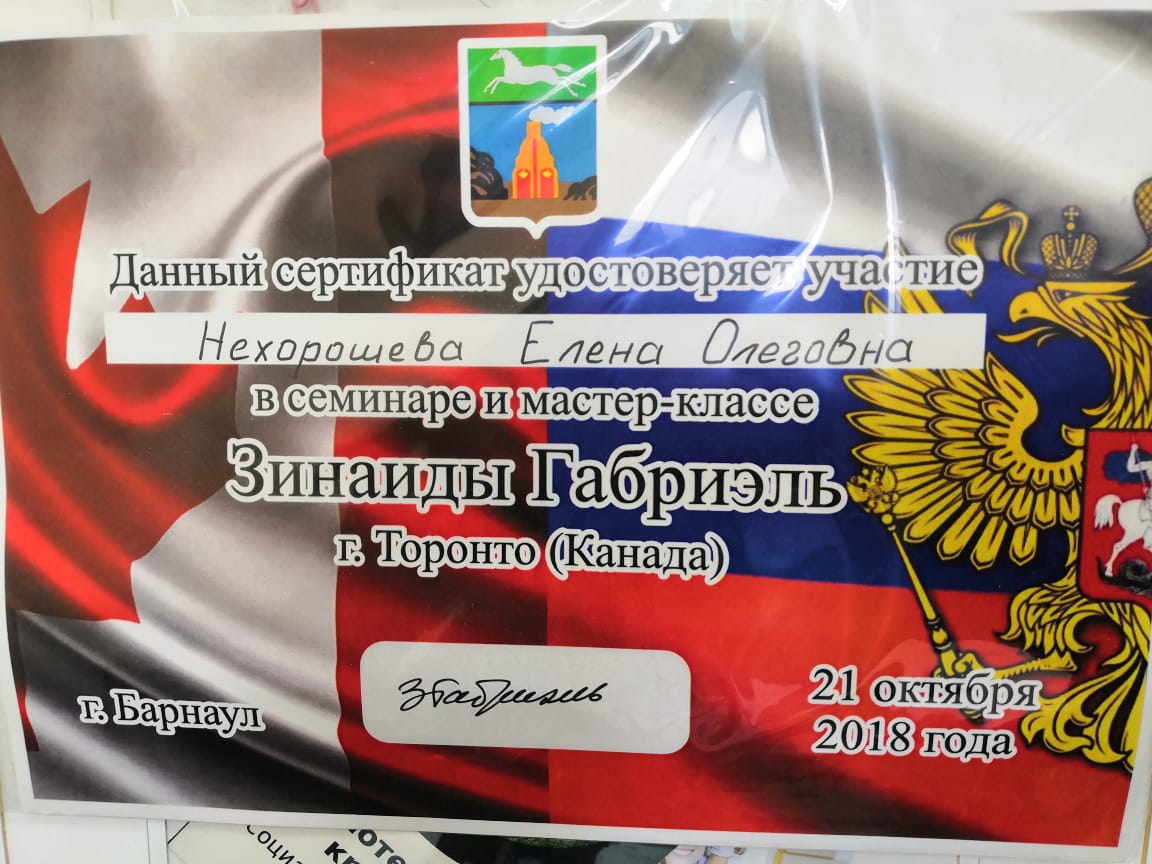 Данный сертификат удостоверяет участие
Нехорошева Елена Олеговна
в семинаре и мастер-классе
Зинаиды Габриэль
г. Торонто (Канада)
г. Барнаул
ЗГабриэль
21 октября
2018 года